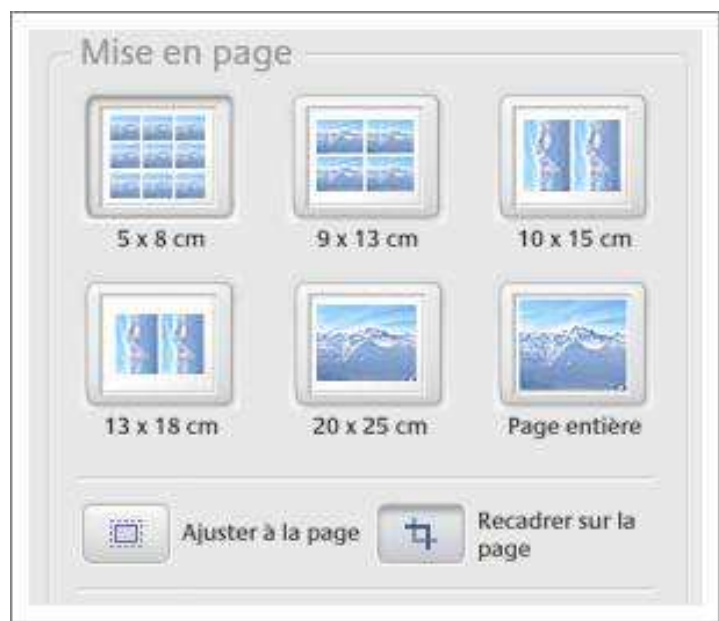 Mise en page
5 x 8 cm
9 x 13 cm
10 x 15 cm
13 x 18 cm
20 x 25 cm
Page entière
Ajuster à la page
Recadrer sur la
page